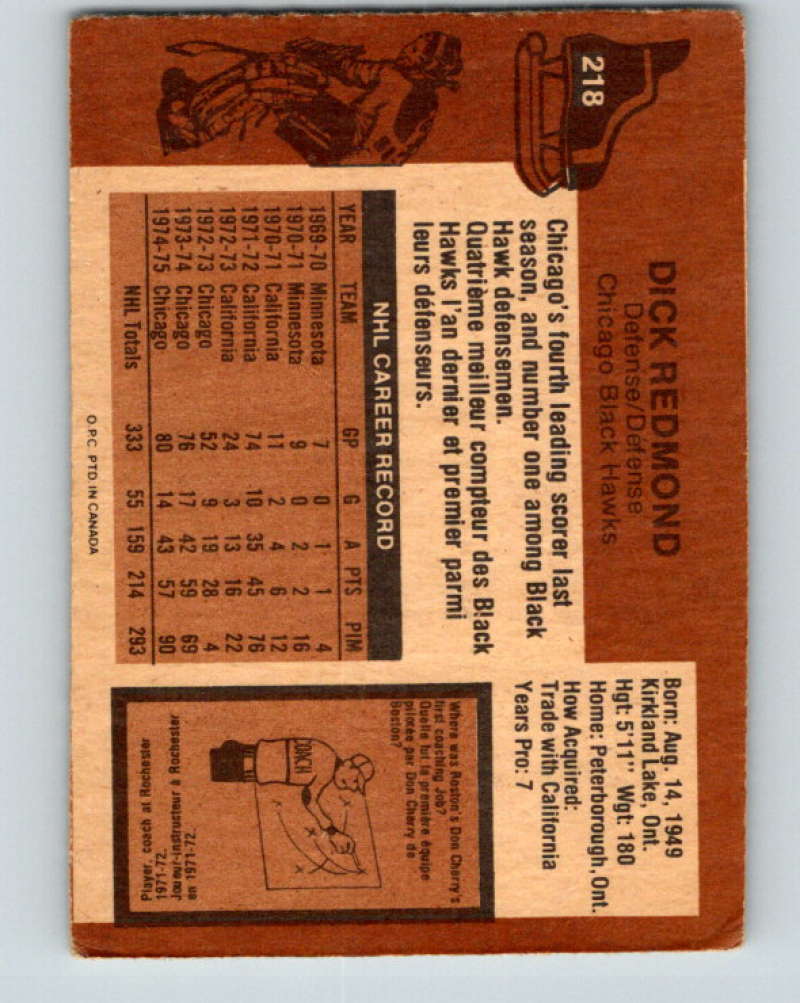 218
DICK REDMOND
Defense/Défense
Chicago Black Hawks
Born: Aug. 14, 1949
Kirkland Lake, Ont.
Hgt: 5'11" Wgt: 180
Home: Peterborough, Ont.
How Acquired:
Trade with California
Years Pro: 7
Chicago's fourth leading scorer last
season, and number one among Black
Hawk defensemen.
Quatrième meilleur compteur des Black
Hawks l'an dernier et premier parmi
leurs défenseurs.
NHL CAREER RECORD
YEAR TEAM GP G A PTS PIM
1969-70 Minnesota 7 0 1 1 4
1970-71 Minnesota 9 0 2 2 16
1970-71 California 11 2 4 6 12
1971-72 California 74 10 35 45 76
1972-73 California 24 3 13 16 22
1972-73 Chicago 52 9 19 28 4
1973-74 Chicago 76 17 42 59 69
1974-75 Chicago 80 14 43 57 90
NHL Totals 333 55 159 214 293
O.P.C. PTD. IN CANADA
Where was Boston's Don Cherry's
first coaching job?
Quelle fut la première équipe
pilotée par Don Cherry de
Boston?
COACH
Player, coach at Rochester
1971-72.
Joueur-instructeur à Rochester
en 1971-72.